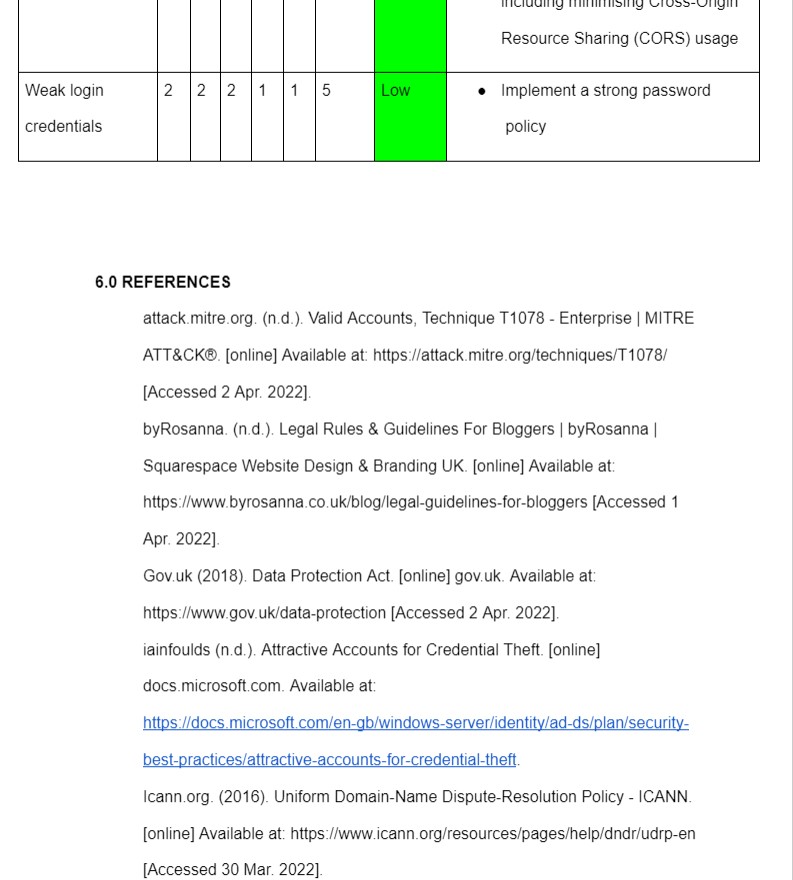 including minimising Cross-Origin
Resource Sharing (CORS) usage
Weak login
credentials
2
2
2
1
1
5
Low
● Implement a strong password
policy
6.0 REFERENCES
attack.mitre.org. (n.d.). Valid Accounts, Technique T1078 - Enterprise | MITRE
ATT&CK®. [online] Available at: https://attack.mitre.org/techniques/T1078/
[Accessed 2 Apr. 2022].
byRosanna. (n.d.). Legal Rules & Guidelines For Bloggers | byRosanna |
Squarespace Website Design & Branding UK. [online] Available at:
https://www.byrosanna.co.uk/blog/legal-guidelines-for-bloggers [Accessed 1
Apr. 2022].
Gov.uk (2018). Data Protection Act. [online] gov.uk. Available at:
https://www.gov.uk/data-protection [Accessed 2 Apr. 2022].
iainfoulds (n.d.). Attractive Accounts for Credential Theft. [online]
docs.microsoft.com. Available at:
https://docs.microsoft.com/en-gb/windows-server/identity/ad-ds/plan/security-
best-practices/attractive-accounts-for-credential-theft.
Icann.org. (2016). Uniform Domain-Name Dispute-Resolution Policy - ICANN.
[online] Available at: https://www.icann.org/resources/pages/help/dndr/udrp-en
[Accessed 30 Mar. 2022].